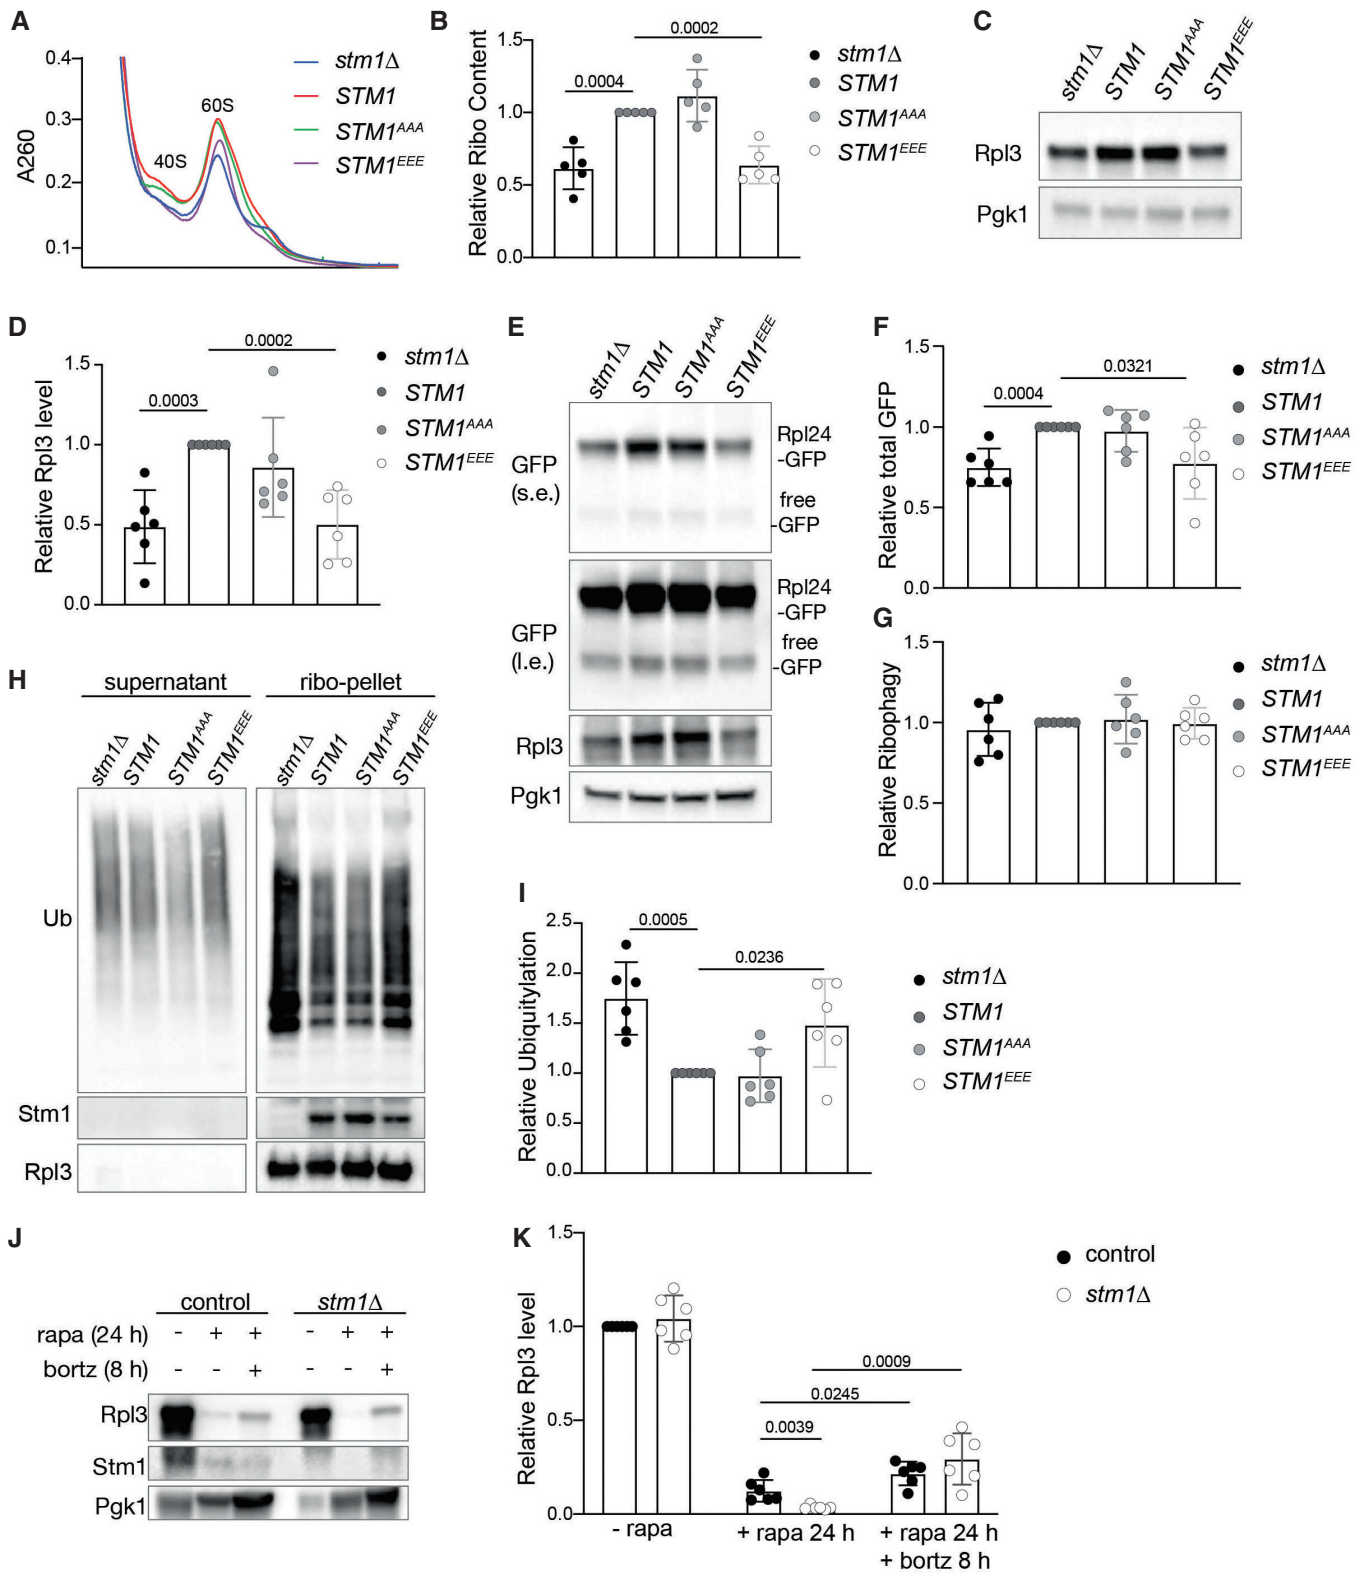 A
A260
0.4
0.3
0.2
0.1
40S
60S
stm1Δ
STM1
STM1AAA
STM1EEE
B
Relative Ribo Content
1.5
1.0
0.5
0.0
0.0004
0.0002
stm1Δ
STM1
STM1AAA
STM1EEE
C
stm1Δ
STM1
STM1AAA
STM1EEE
Rpl3
Pgk1
D
Relative Rpl3 level
1.5
1.0
0.5
0.0
0.0003
0.0002
stm1Δ
STM1
STM1AAA
STM1EEE
E
stm1Δ
STM1
STM1AAA
STM1EEE
GFP
(s.e.)
Rpl24
-GFP
free
-GFP
GFP
(l.e.)
Rpl24
-GFP
free
-GFP
Rpl3
Pgk1
F
Relative total GFP
1.5
1.0
0.5
0.0
0.0004
0.0321
stm1Δ
STM1
STM1AAA
STM1EEE
G
Relative Ribophagy
1.5
1.0
0.5
0.0
stm1Δ
STM1
STM1AAA
STM1EEE
H
supernatant
ribo-pellet
stm1Δ
STM1
STM1AAA
STM1EEE
stm1Δ
STM1
STM1AAA
STM1EEE
Ub
Stm1
Rpl3
I
Relative Ubiquitylation
2.5
2.0
1.5
1.0
0.5
0.0
0.0005
0.0236
stm1Δ
STM1
STM1AAA
STM1EEE
J
control
stm1Δ
rapa (24 h) - + + - + +
bortz (8 h) - - + - - +
Rpl3
Stm1
Pgk1
K
Relative Rpl3 level
1.5
1.0
0.5
0.0
0.0009
0.0245
0.0039
control
stm1Δ
- rapa
+ rapa 24 h
+ rapa 24 h
+ bortz 8 h